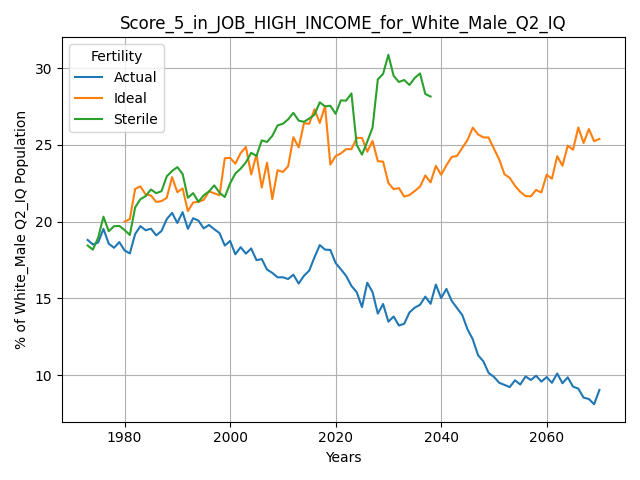 Score_5_in_JOB_HIGH_INCOME_for_White_Male_Q2_IQ
Fertility
Actual
Ideal
Sterile
% of White_Male Q2_IQ Population
30
25
20
15
10
1980
2000
2020
2040
2060
Years